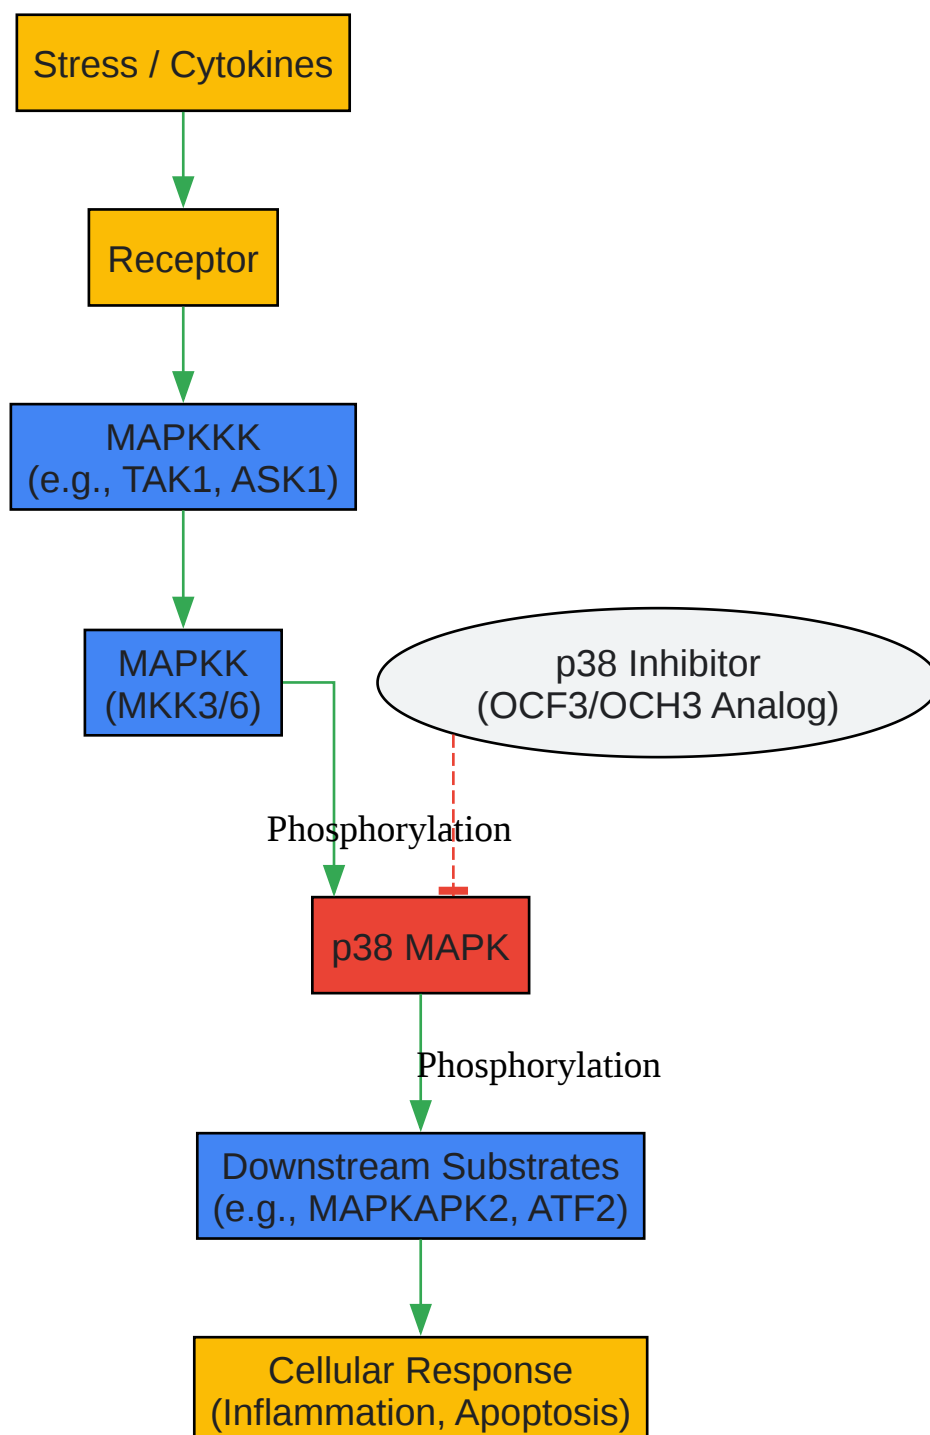 Stress / Cytokines
Receptor
MAPKKK
(e.g., TAK1, ASK1)
MAPKK
(MKK3/6)
p38 Inhibitor
(OCF3/OCH3 Analog)
Phosphorylation
p38 MAPK
Phosphorylation
Downstream Substrates
(e.g., MAPKAPK2, ATF2)
Cellular Response
(Inflammation, Apoptosis)